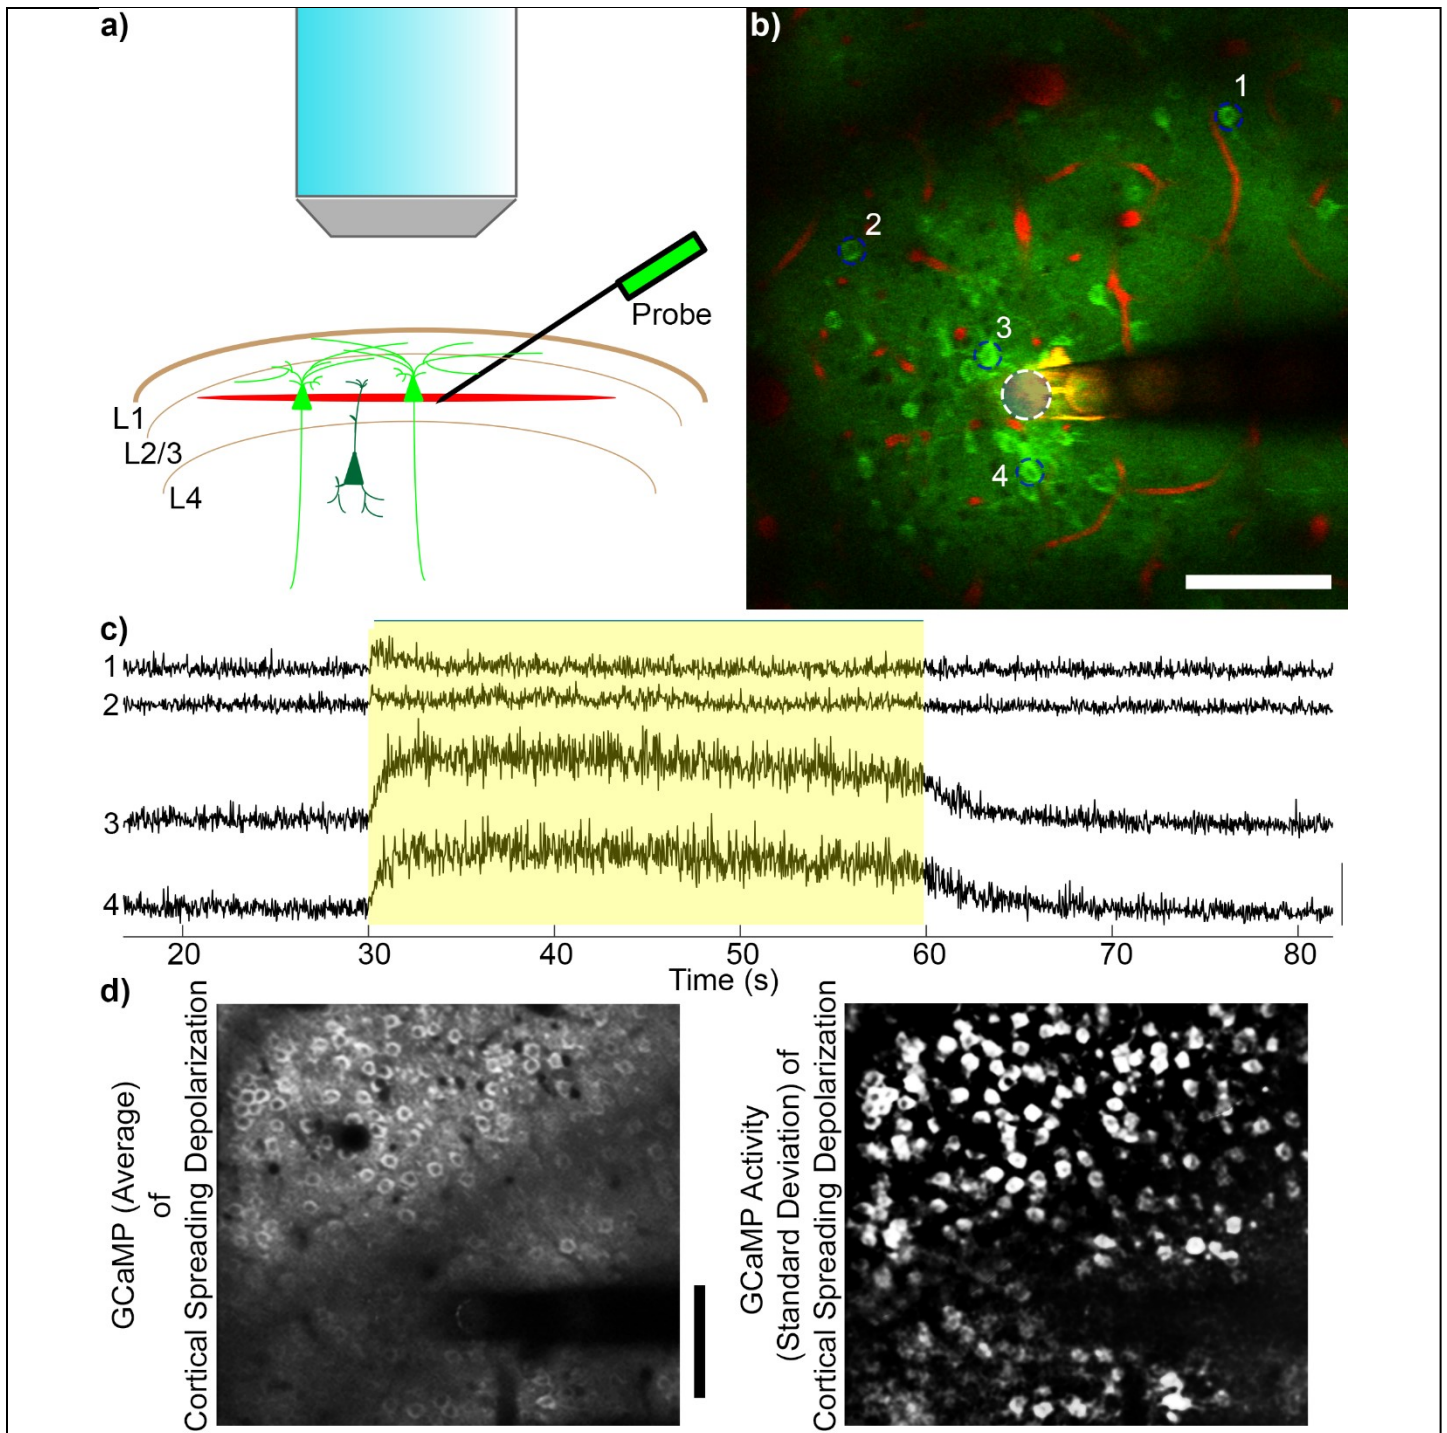 a)
Probe
L1
L2/3
L4
b)
1
2
3
4
c)
1
2
3
4
20 30 40 50 60 70 80
Time (s)
d)
GCaMP (Average)
of
Cortical Spreading Depolarization
GCaMP Activity
(Standard Deviation) of
Cortical Spreading Depolarization